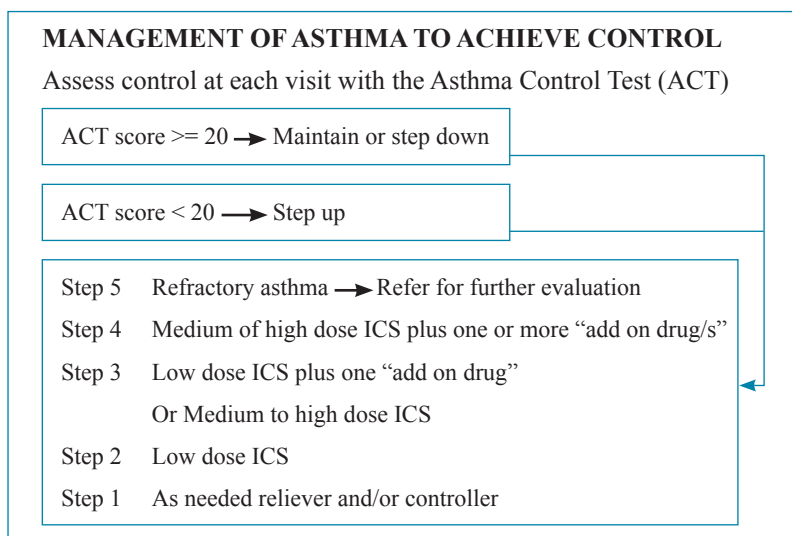 MANAGEMENT OF ASTHMA TO ACHIEVE CONTROL
Assess control at each visit with the Asthma Control Test (ACT)
ACT score >= 20 → Maintain or step down
ACT score < 20 → Step up
Step 5 Refractory asthma → Refer for further evaluation
Step 4 Medium of high dose ICS plus one or more “add on drug/s”
Step 3 Low dose ICS plus one “add on drug”
Or Medium to high dose ICS
Step 2 Low dose ICS
Step 1 As needed reliever and/or controller